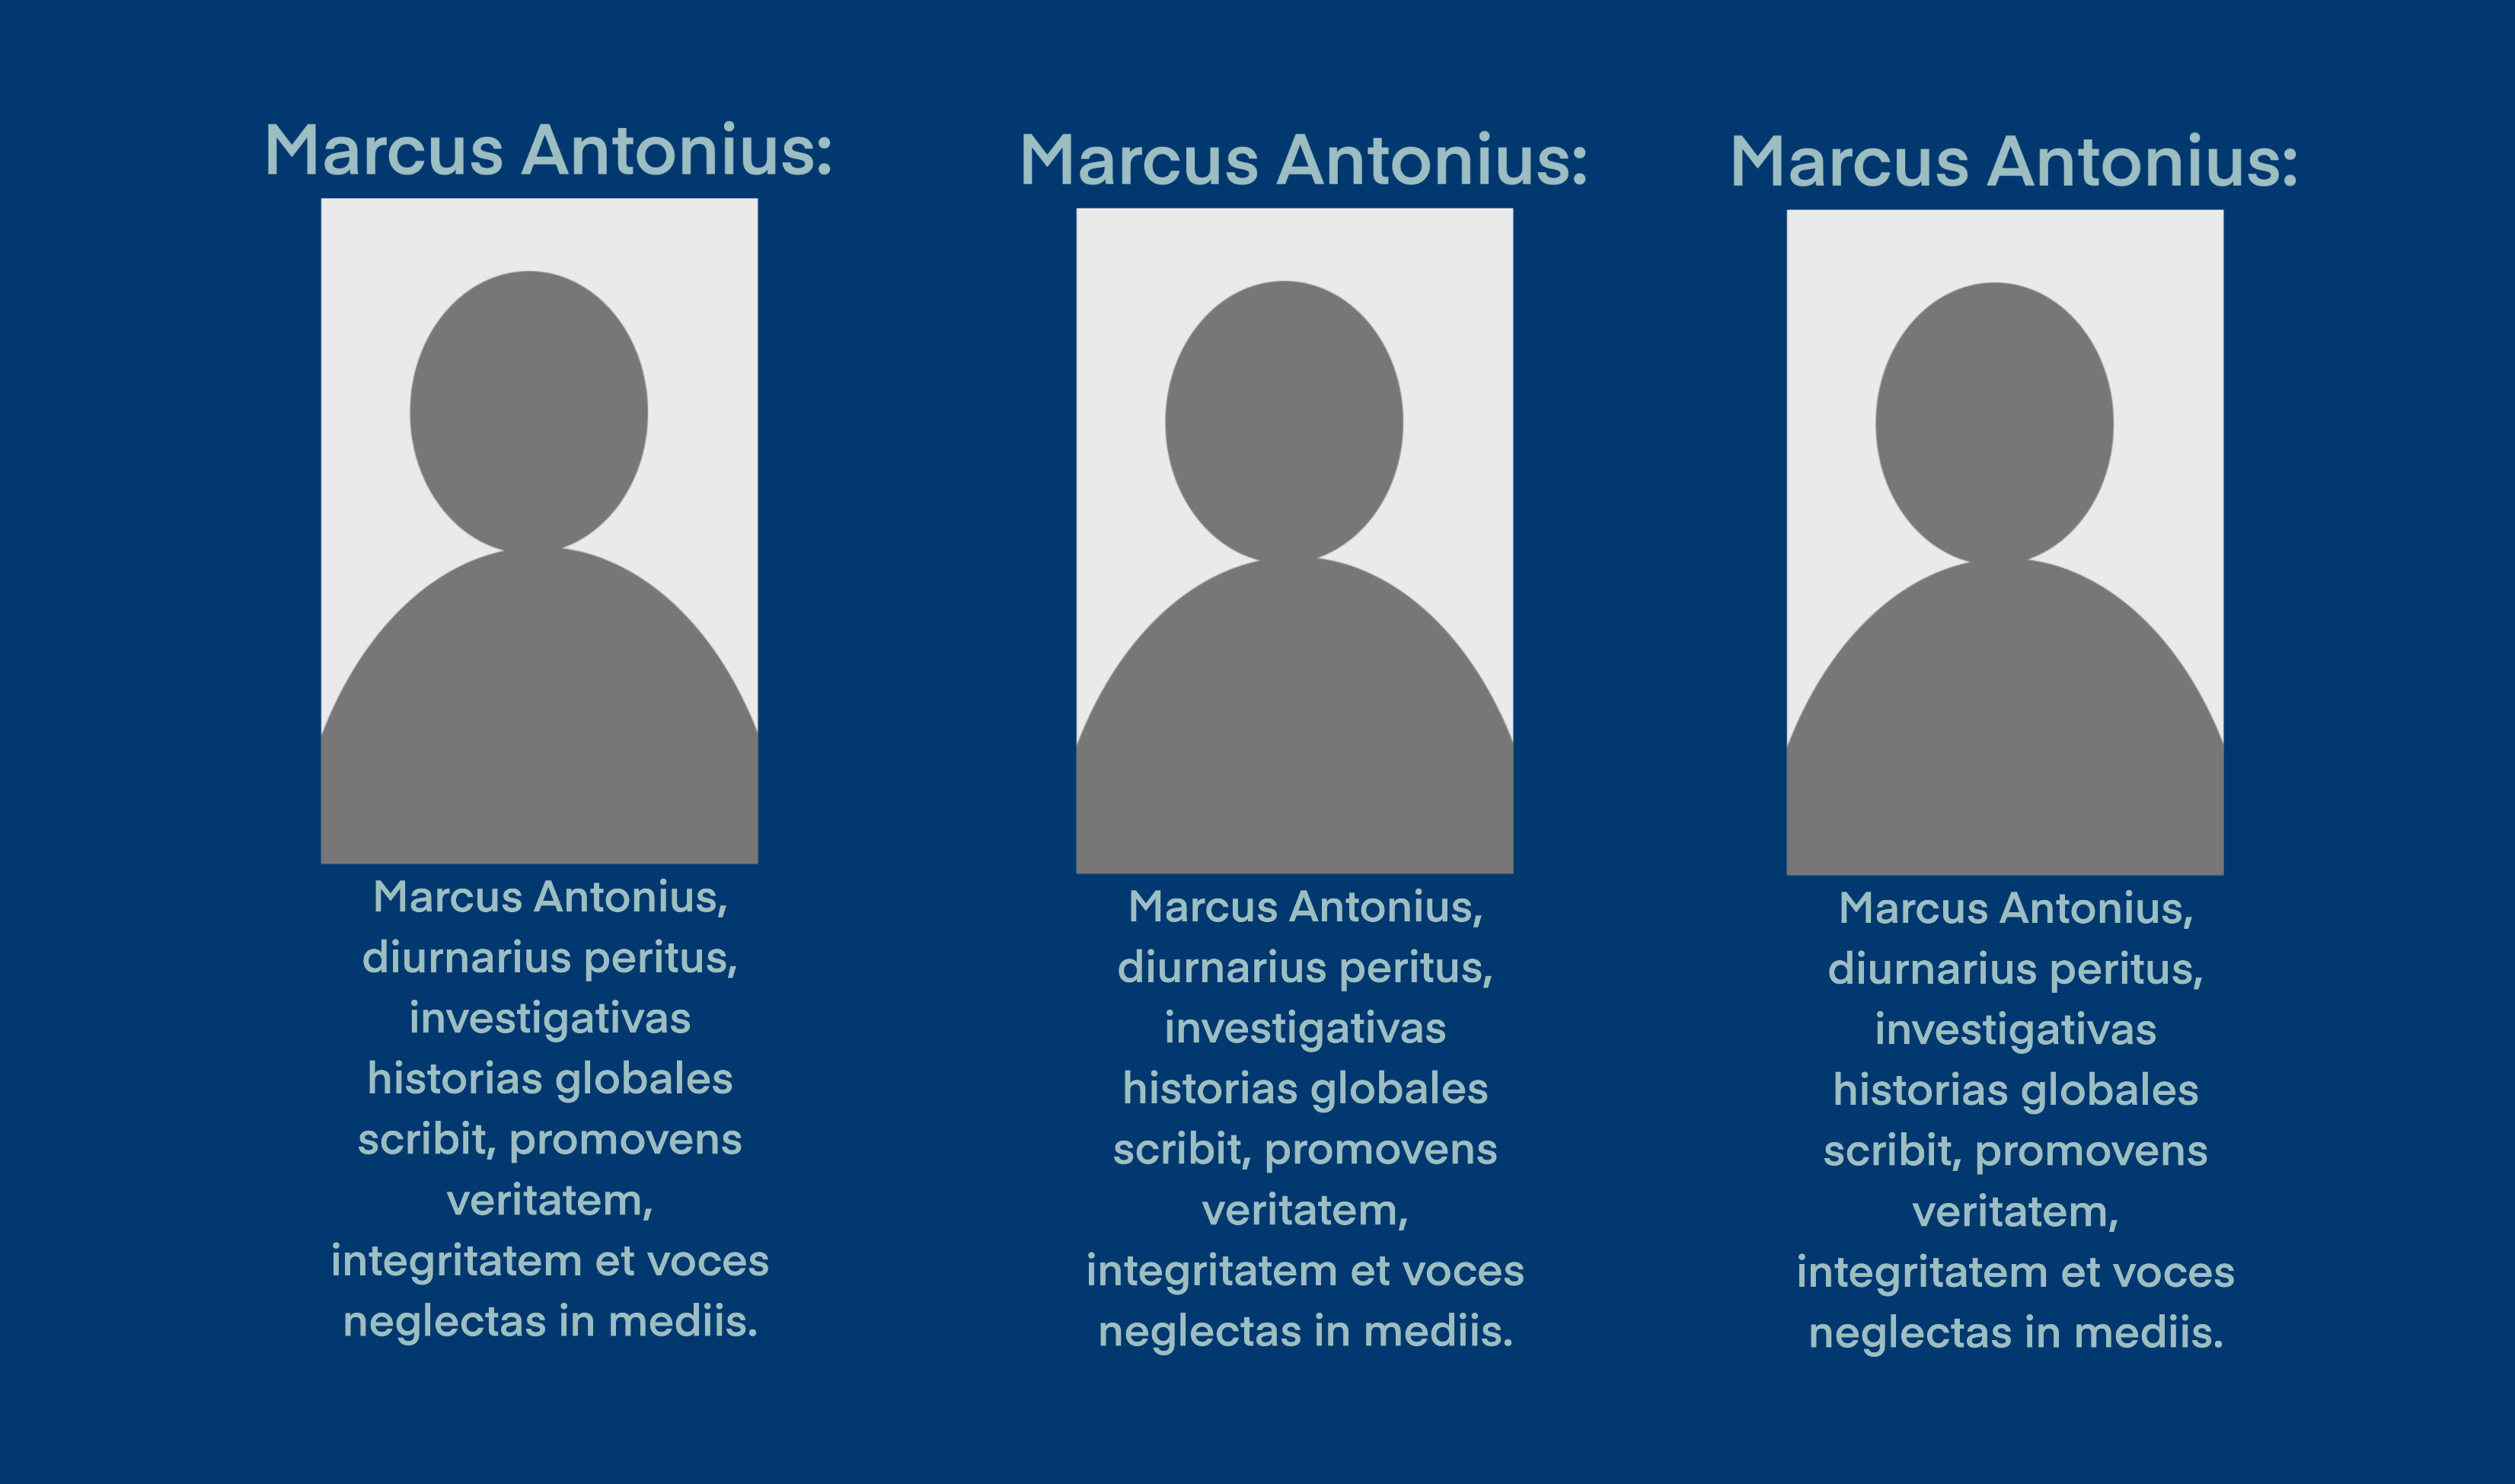 Marcus Antonius:
Marcus Antonius,
diurnarius peritus,
investigativas
historias globales
scribit, promovens
veritatem,
integritatem et voces
neglectas in mediis.
Marcus Antonius:
Marcus Antonius,
diurnarius peritus,
investigativas
historias globales
scribit, promovens
veritatem,
integritatem et voces
neglectas in mediis.
Marcus Antonius:
Marcus Antonius,
diurnarius peritus,
investigativas
historias globales
scribit, promovens
veritatem,
integritatem et voces
neglectas in mediis.